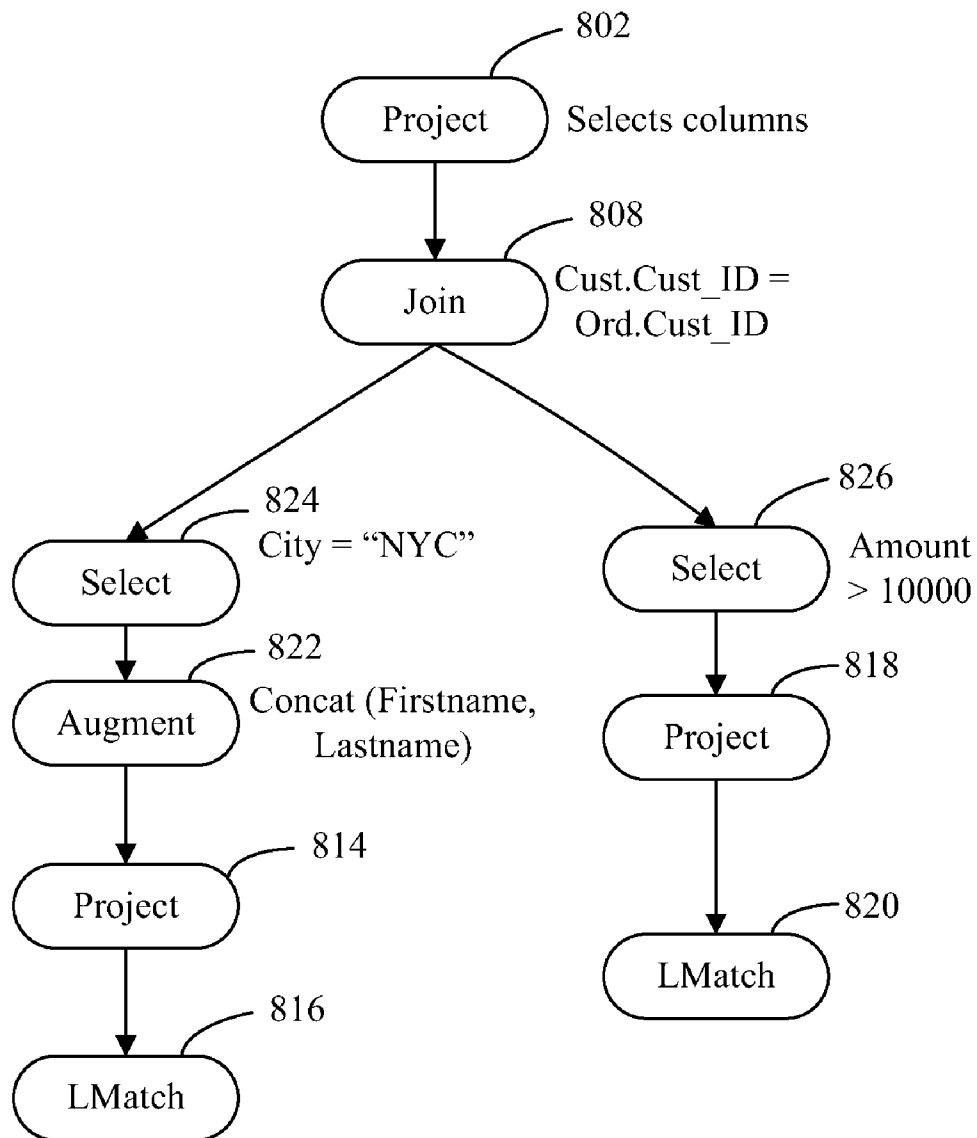 802
Project
Selects columns
808
Join
Cust.Cust_ID =
Ord.Cust_ID
824
City = “NYC”
Select
826
Select
Amount
> 10000
822
Augment
Concat (Firstname,
Lastname)
818
Project
814
Project
820
LMatch
816
LMatch